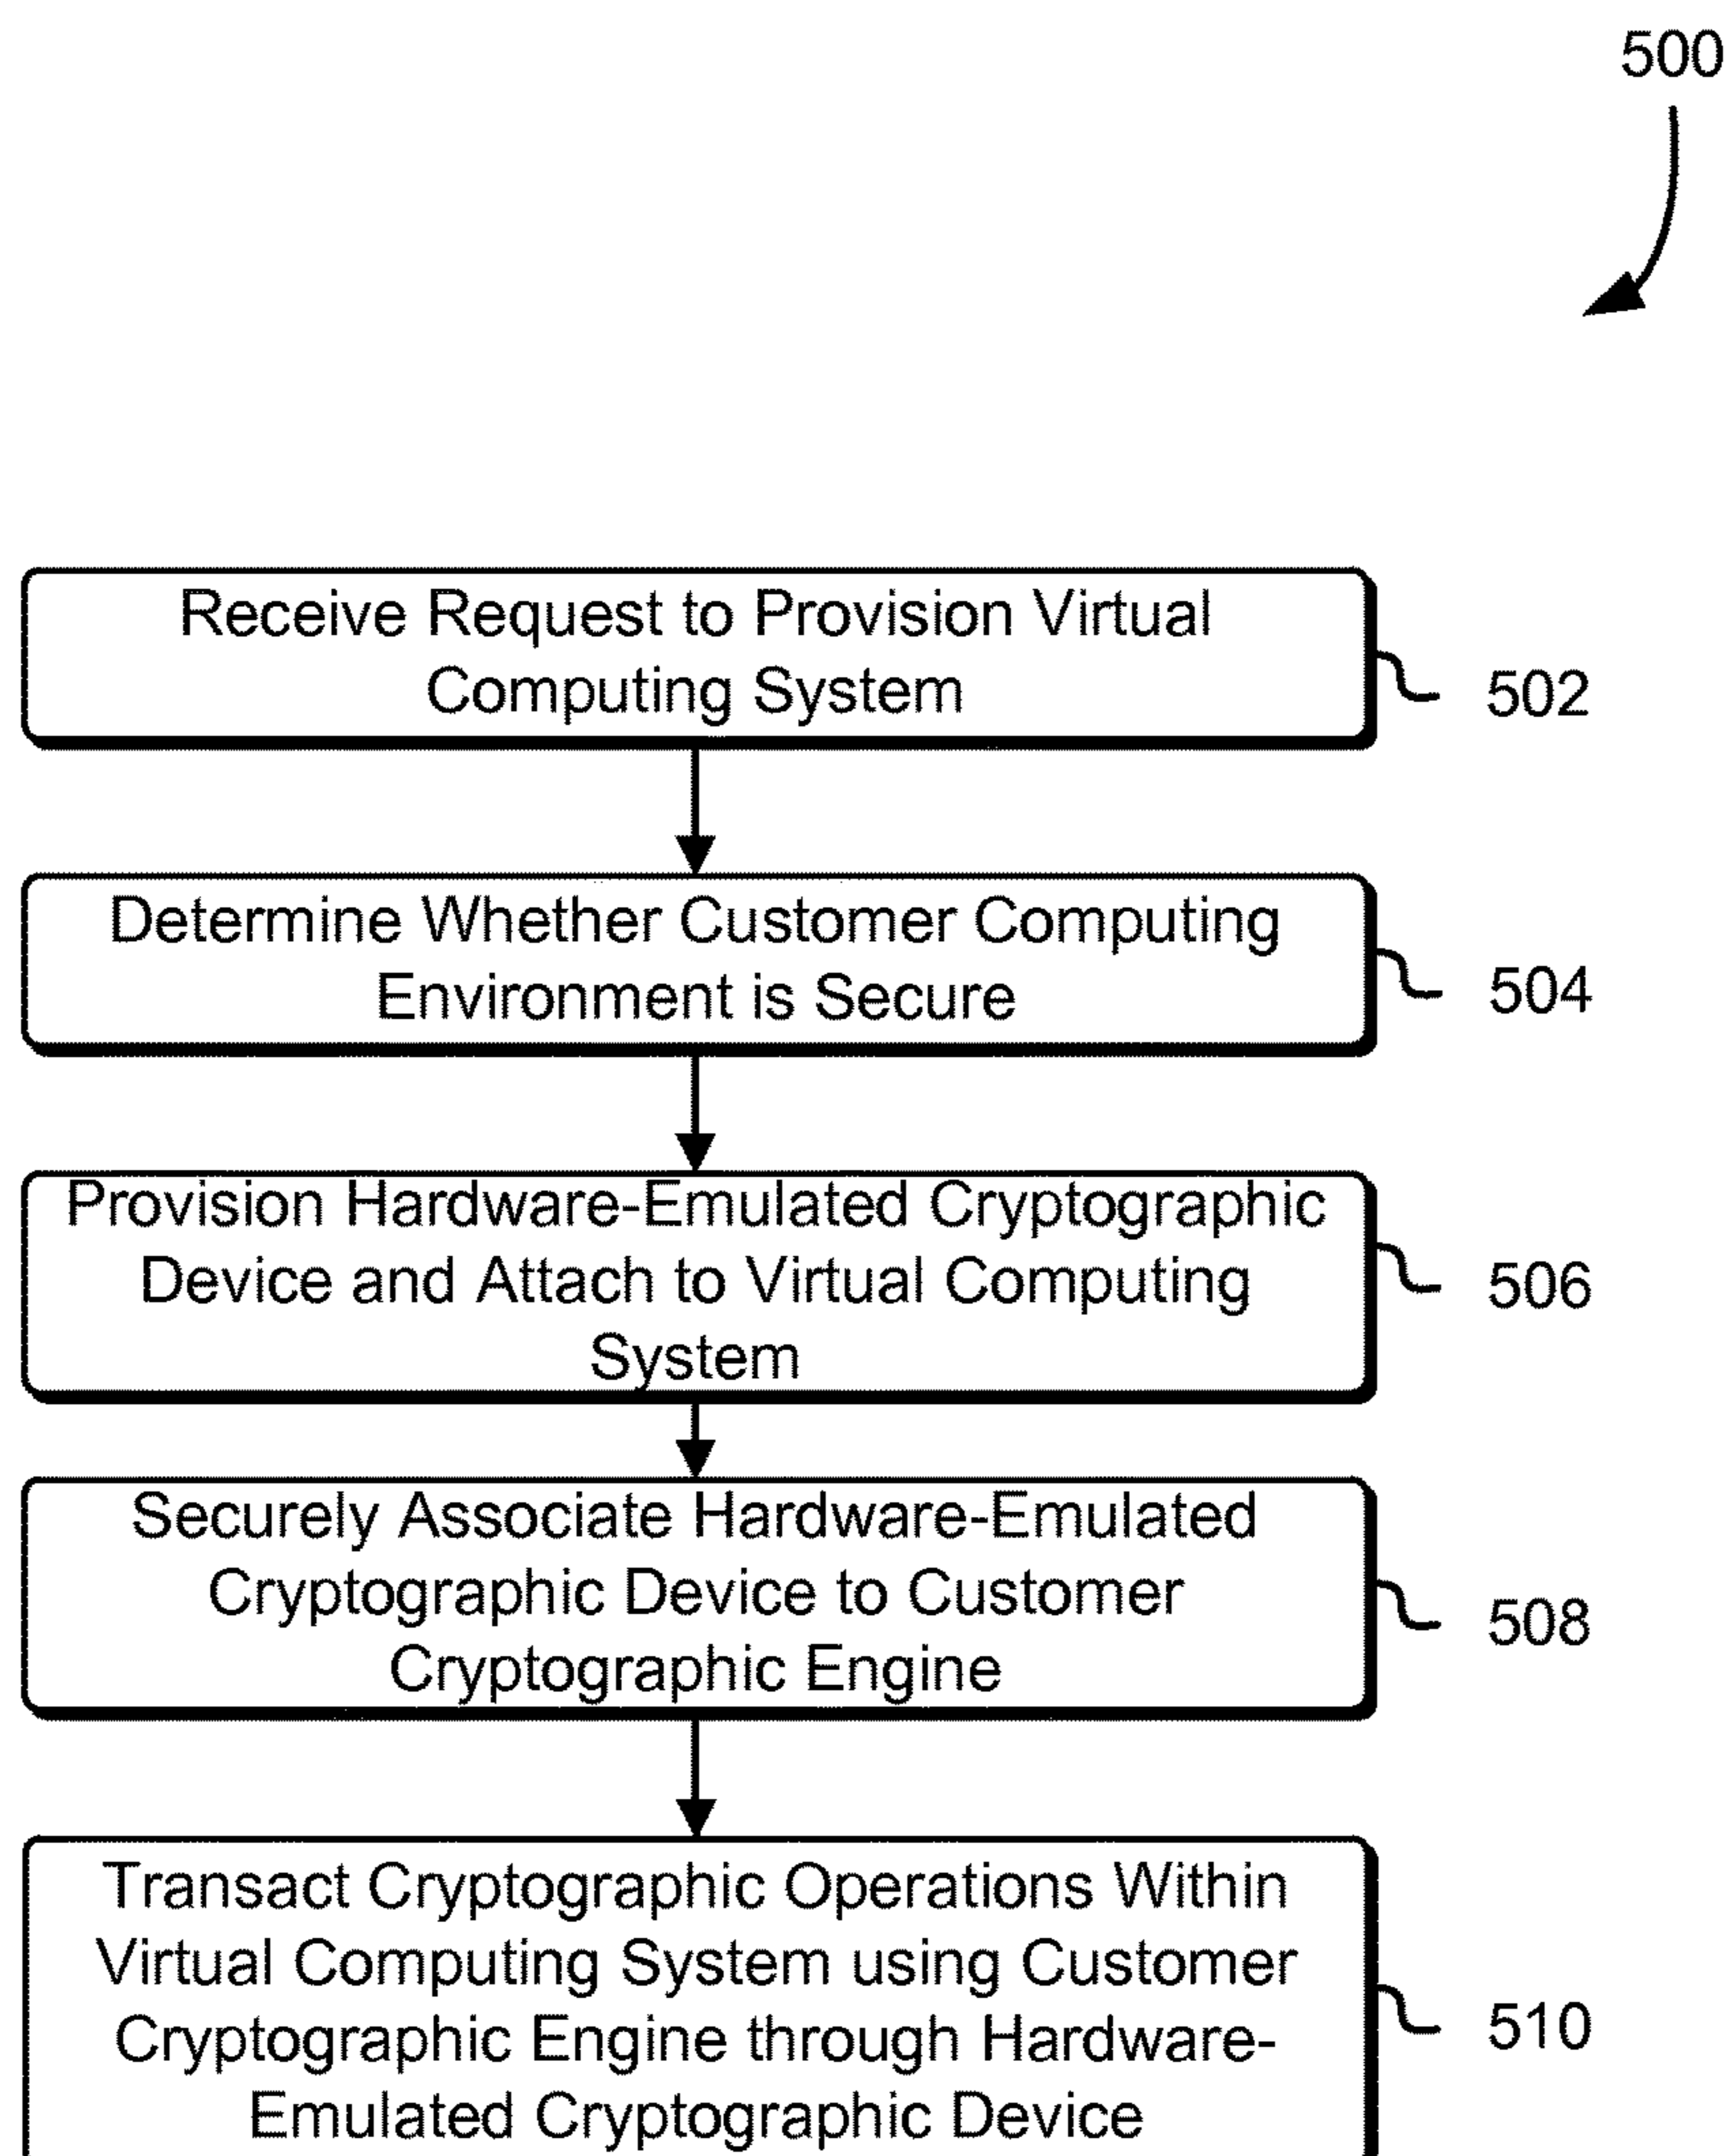 500
Receive Request to Provision Virtual
Computing System
502
Determine Whether Customer Computing
Environment is Secure
504
Provision Hardware-Emulated Cryptographic
Device and Attach to Virtual Computing
System
506
Securely Associate Hardware-Emulated
Cryptographic Device to Customer
Cryptographic Engine
508
Transact Cryptographic Operations Within
Virtual Computing System using Customer
Cryptographic Engine through Hardware-
Emulated Cryptographic Device
510